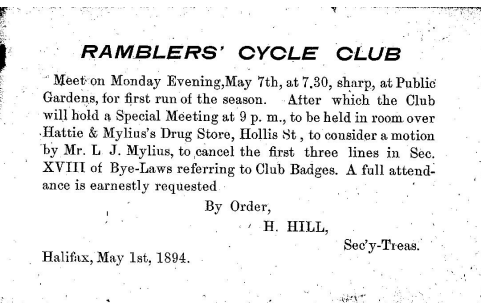 RAMBLERS' CYCLE CLUB
Meet on Monday Evening,May 7th, at 7.30, sharp, at Public
Gardens, for first run of the season. After which the Club
will hold a Special Meeting at 9 p. m., to be held in room over
Hattie & Mylius's Drug Store, Hollis St , to consider a motion
by Mr. L J. Mylius, to cancel the first three lines in Sec.
XVIII of Bye-Laws referring to Club Badges. A full attend-
ance is earnestly requested
By Order,
H. HILL,
Sec'y-Treas.
Halifax, May 1st, 1894.